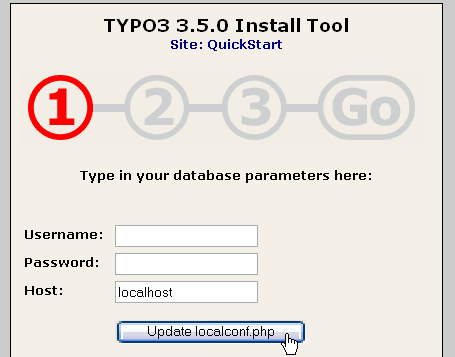 TYPO3 3.5.0 Install Tool
Site: QuickStart
1 2 3 Go
Type in your database parameters here:
Username:
Password:
Host: localhost
Update localconf.php